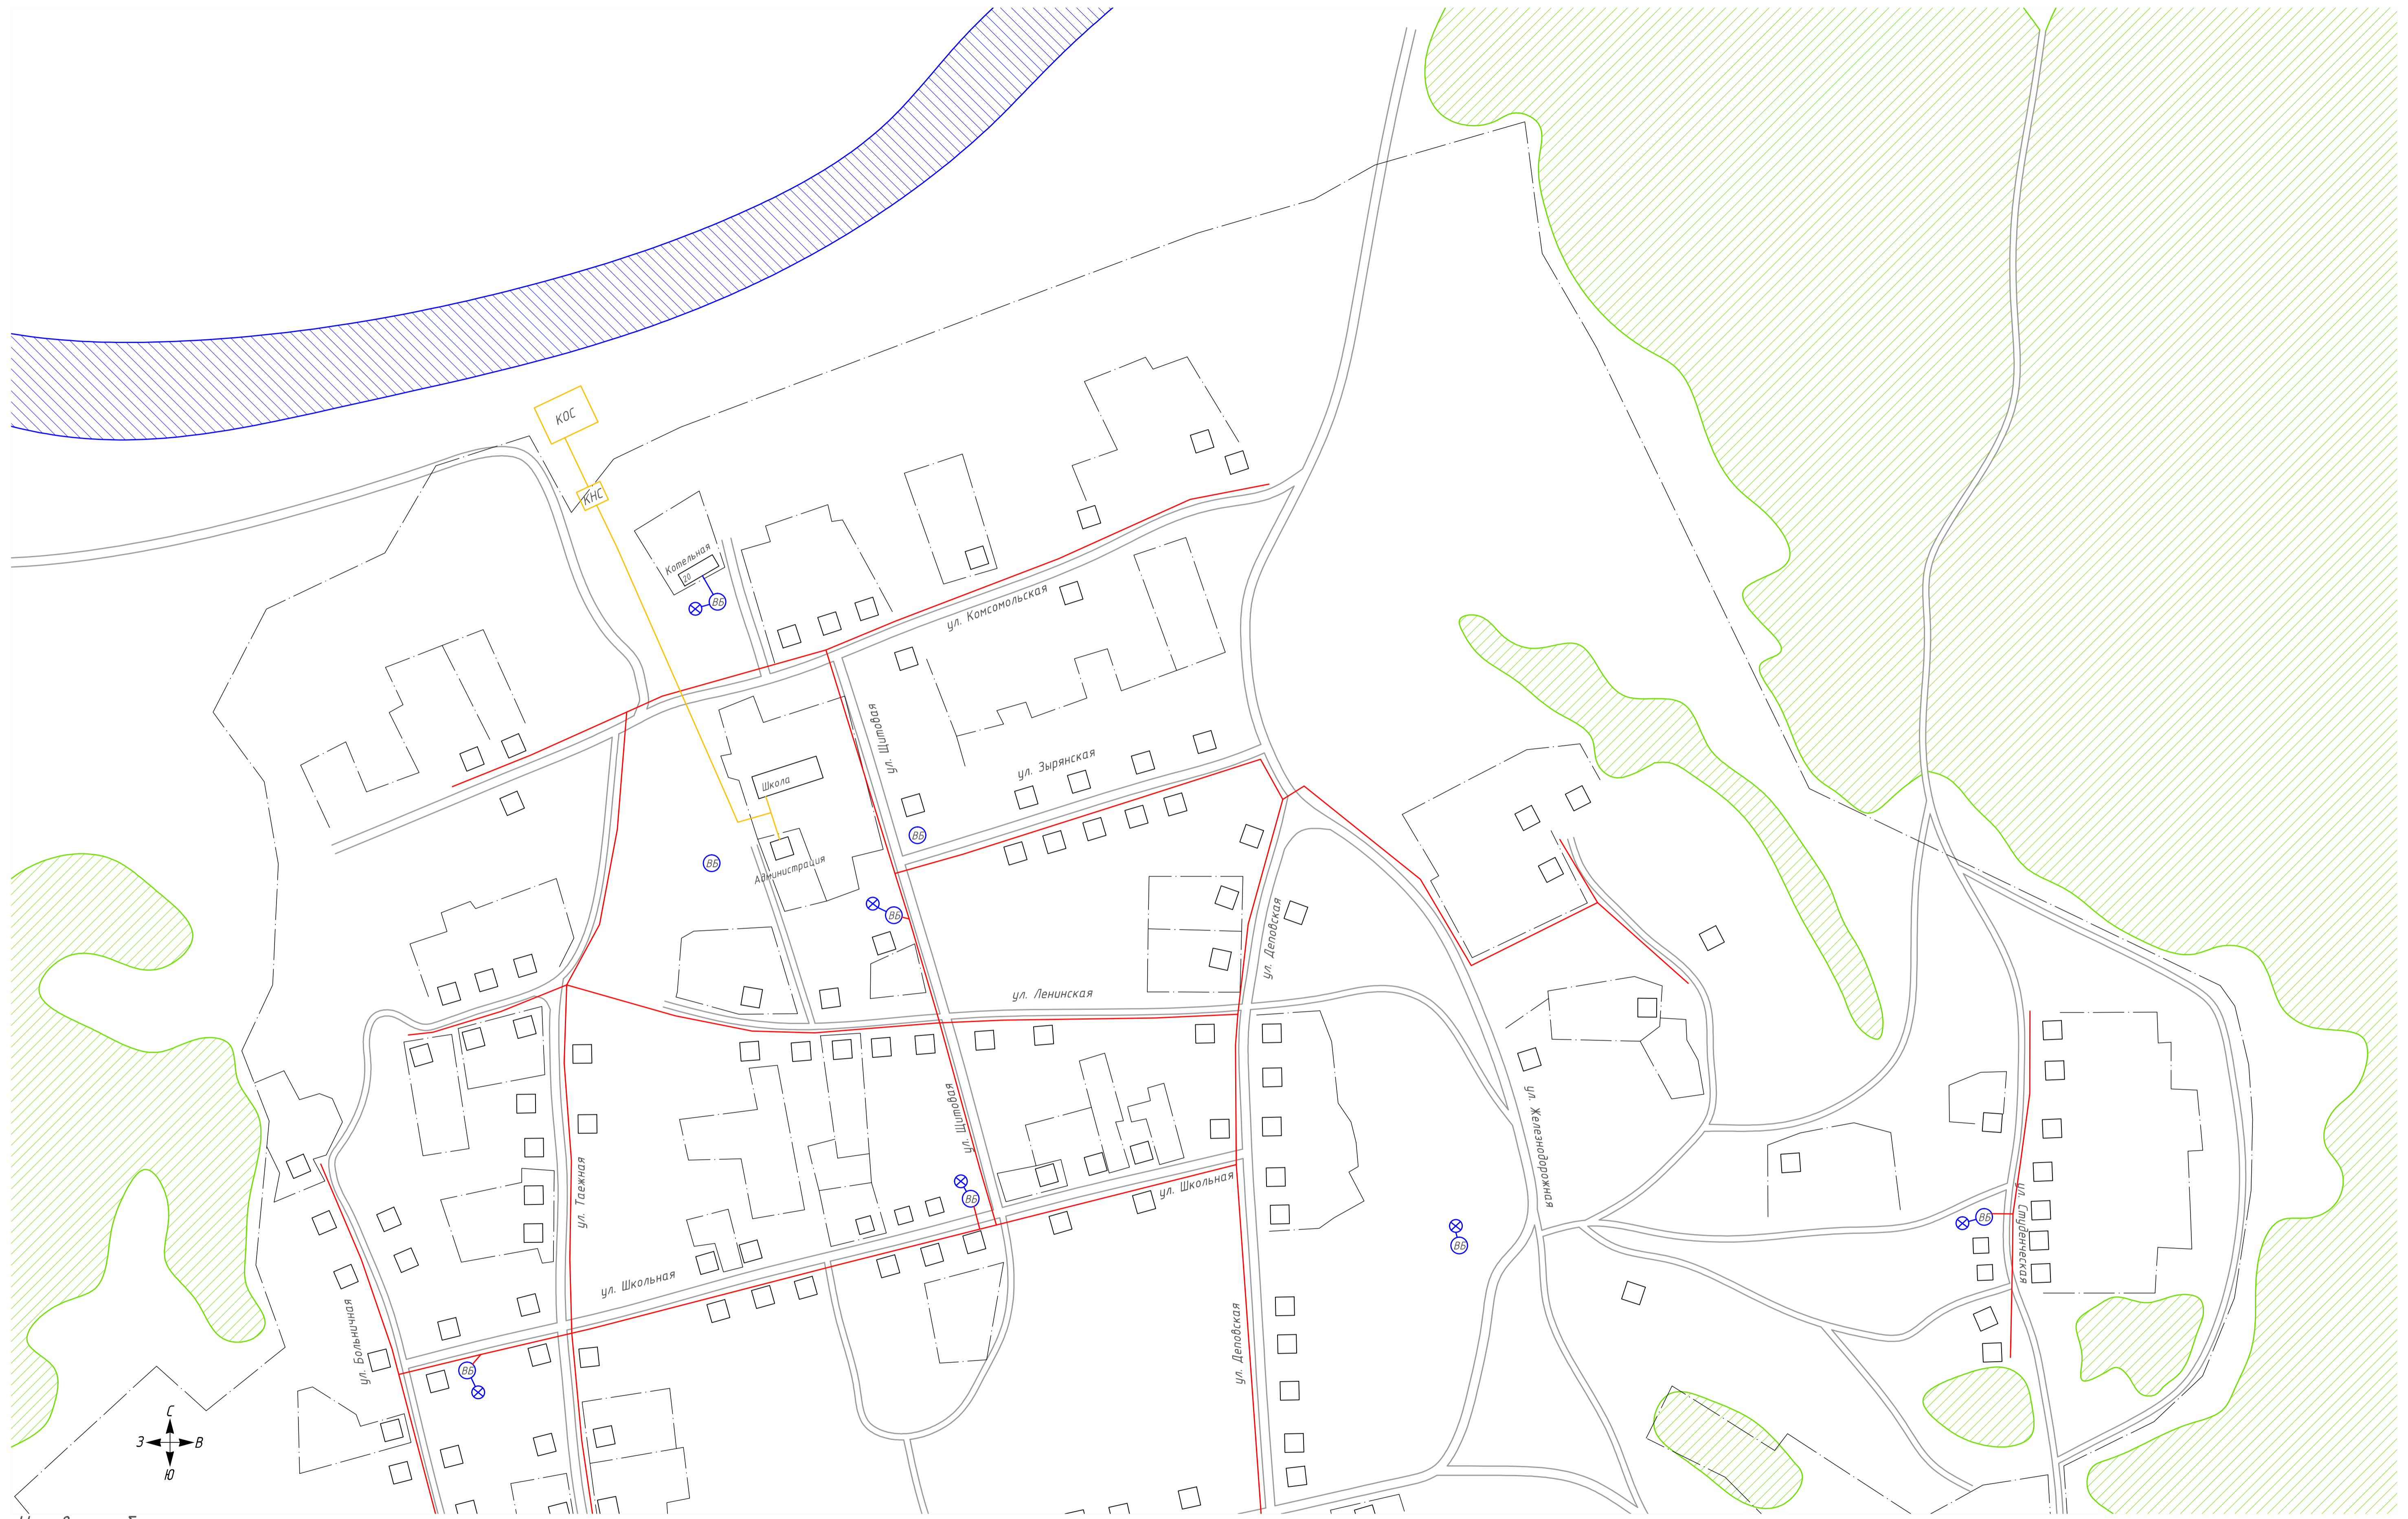 КОС
КНС
Котельная
20
ВБ
ул. Комсомольская
ул. Щитовая
ул. Зырянская
Школа
ВБ
ВБ
Администрация
ВБ
ул. Деповская
ул. Ленинская
ул. Щитовая
ул. Железнодорожная
ул. Таежная
ул. Школьная
ВБ
ВБ
ул. Студенческая
ВБ
ул. Школьная
ул. Больничная
ул. Деповская
ВБ
С
З В
Ю